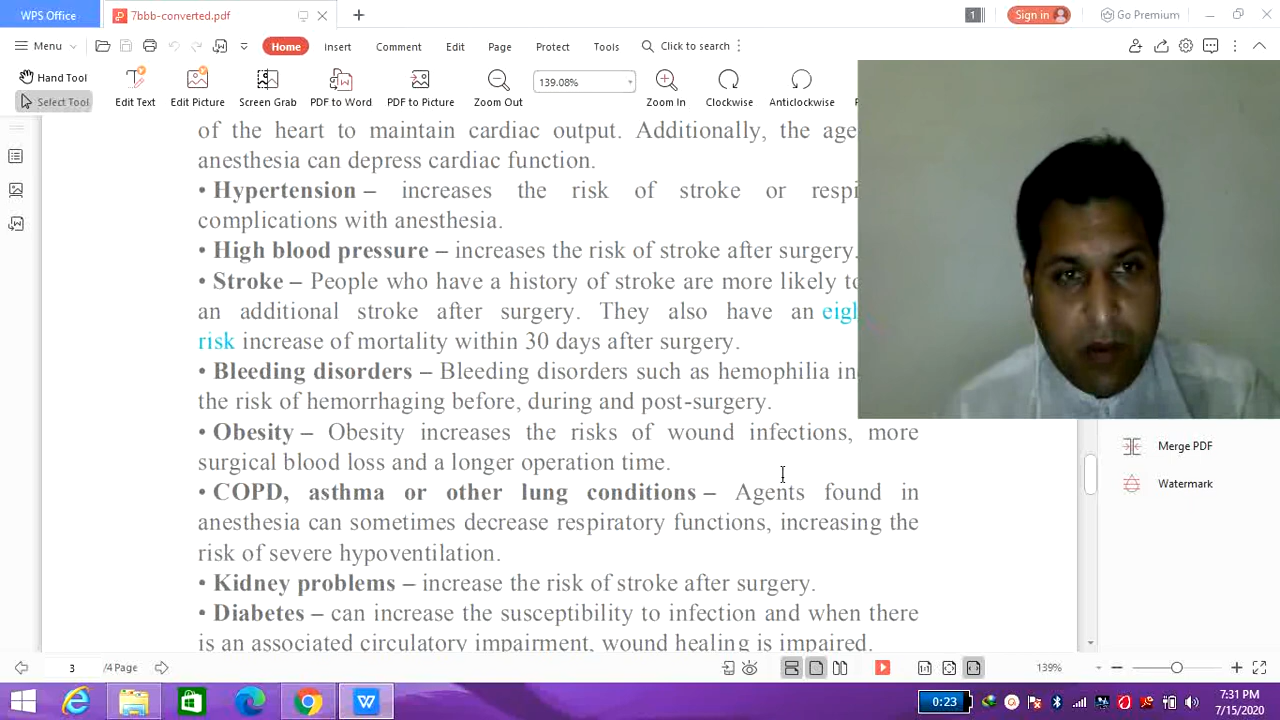 WPS Office
7bbb-converted.pdf
1
Sign in
Go Premium
Menu
Home
Insert
Comment
Edit
Page
Protect
Tools
Click to search
Hand Tool
Select Tool
Edit Text
Edit Picture
Screen Grab
PDF to Word
PDF to Picture
Zoom Out
139.08%
Zoom In
Clockwise
Anticlockwise
of the heart to maintain cardiac output. Additionally, the
anesthesia can depress cardiac function.
• Hypertension – increases the risk of stroke or
complications with anesthesia.
• High blood pressure – increases the risk of stroke after surgery.
• Stroke – People who have a history of stroke are more likely
an additional stroke after surgery. They also have an
risk increase of mortality within 30 days after surgery.
• Bleeding disorders – Bleeding disorders such as hemophilia
the risk of hemorrhaging before, during and post-surgery.
• Obesity – Obesity increases the risks of wound infections, more
surgical blood loss and a longer operation time.
• COPD, asthma or other lung conditions – Agents found in
anesthesia can sometimes decrease respiratory functions, increasing the
risk of severe hypoventilation.
• Kidney problems – increase the risk of stroke after surgery.
• Diabetes – can increase the susceptibility to infection and when there
is an associated circulatory impairment, wound healing is impaired.
Merge PDF
Watermark
3
/4 Page
139%
0:23
7:31 PM
7/15/2020